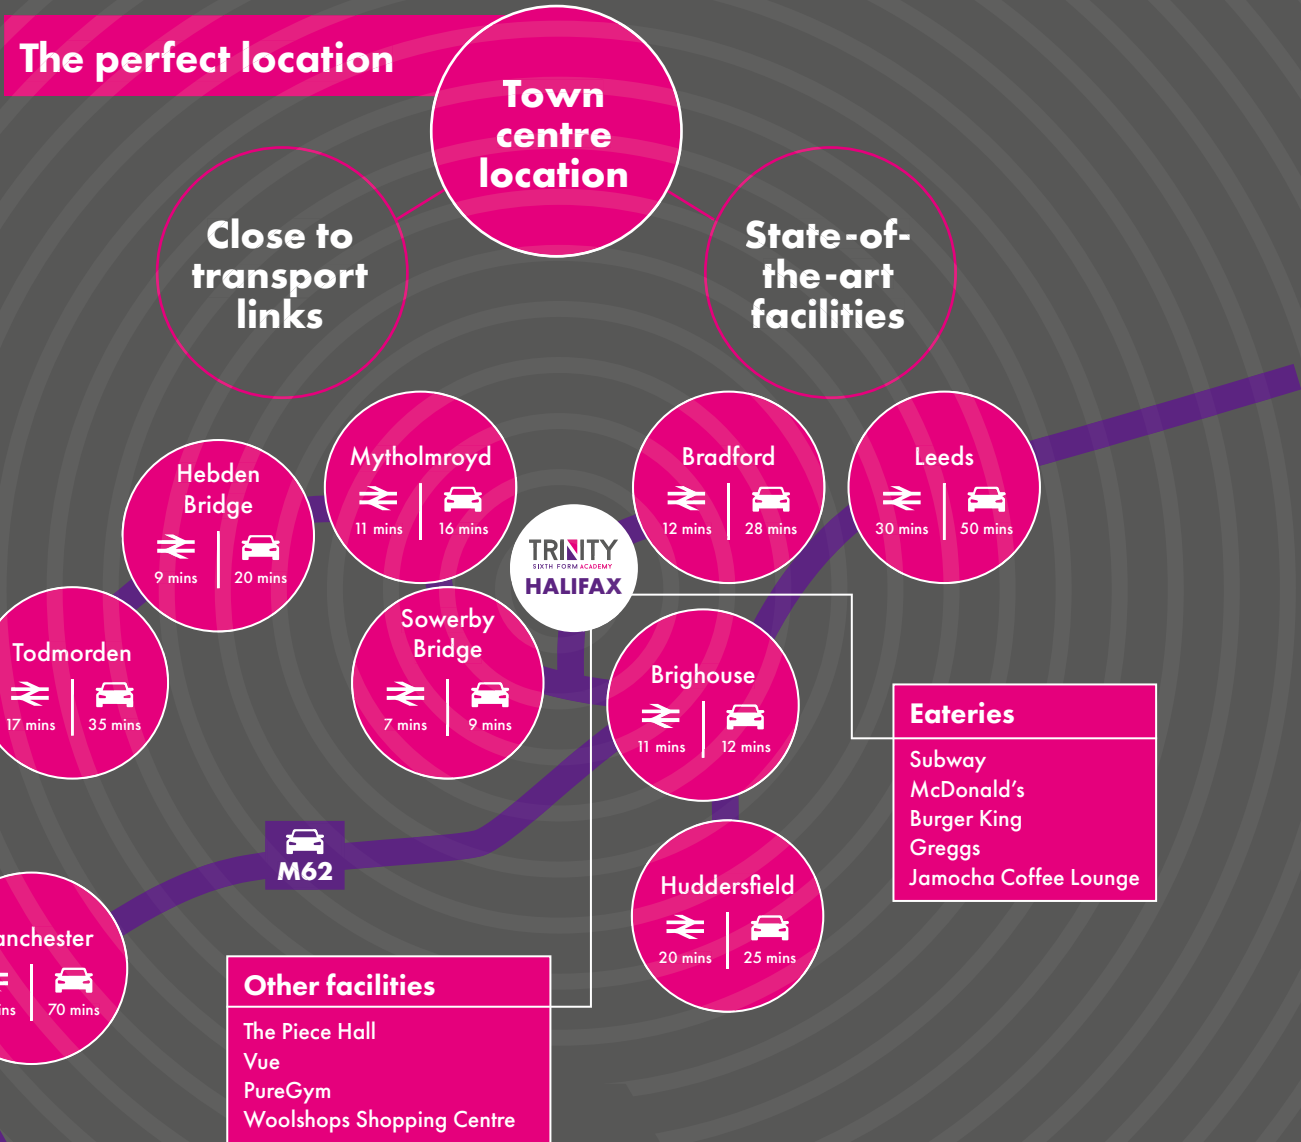 The perfect location
Town
centre
location
Close to
transport
links
State-of-
the-art
facilities
Hebden
Bridge
9 mins
20 mins
Mytholmroyd
11 mins
16 mins
TRINITY
SIXTH FORM ACADEMY
HALIFAX
Bradford
12 mins
28 mins
Leeds
30 mins
50 mins
Todmorden
17 mins
35 mins
Sowerby
Bridge
7 mins
9 mins
Brighouse
11 mins
12 mins
Eateries
Subway
McDonald's
Burger King
Greggs
Jamocha Coffee Lounge
M62
Huddersfield
20 mins
25 mins
anchester
70 mins
Other facilities
The Piece Hall
Vue
PureGym
Woolshops Shopping Centre